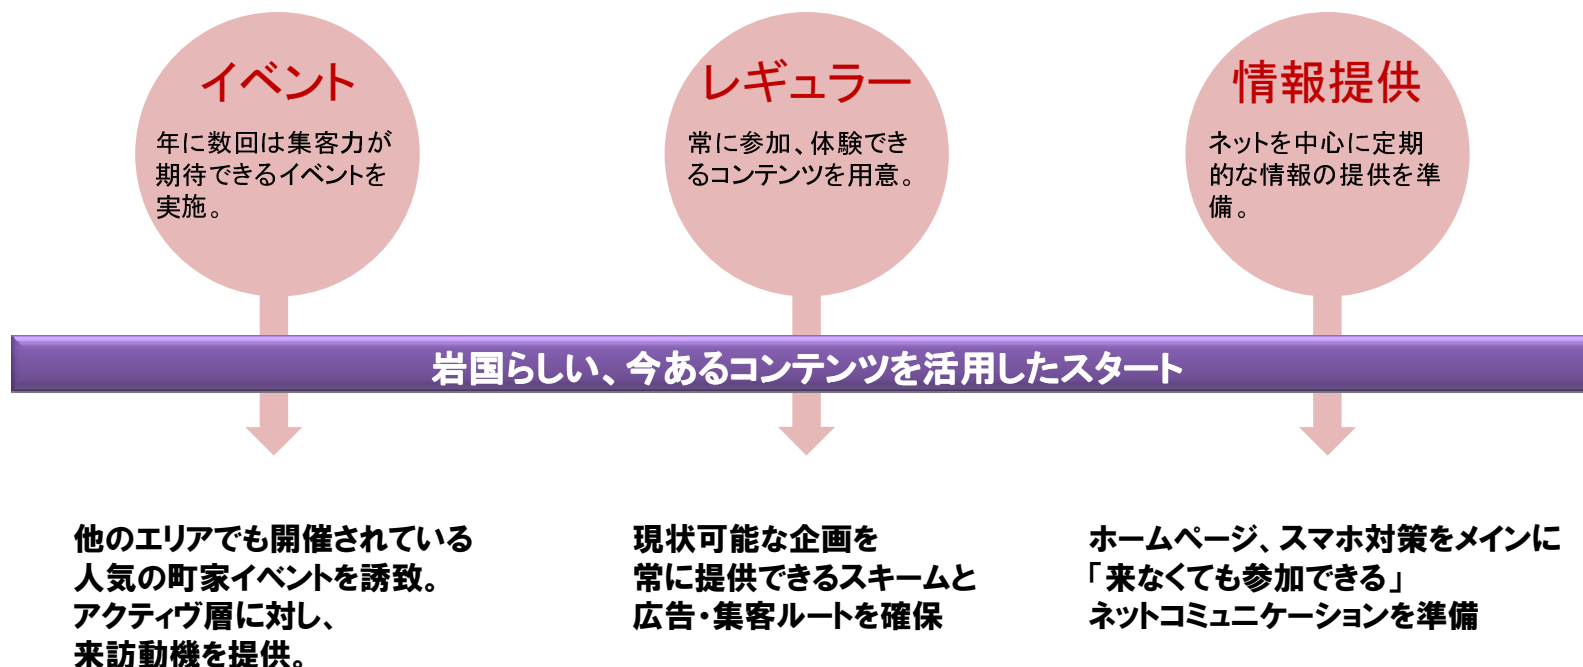 イベント
年に数回は集客力が
期待できるイベントを
実施。
レギュラー
常に参加、体験でき
るコンテンツを用意。
情報提供
ネットを中心に定期
的な情報の提供を準
備。
岩国らしい、今あるコンテンツを活用したスタート
他のエリアでも開催されている
人気の町家イベントを誘致。
アクティヴ層に対し、
来訪動機を提供。
現状可能な企画を
常に提供できるスキームと
広告・集客ルートを確保
ホームページ、スマホ対策をメインに
「来なくても参加できる」
ネットコミュニケーションを準備